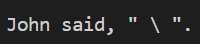 John said, " \ ".